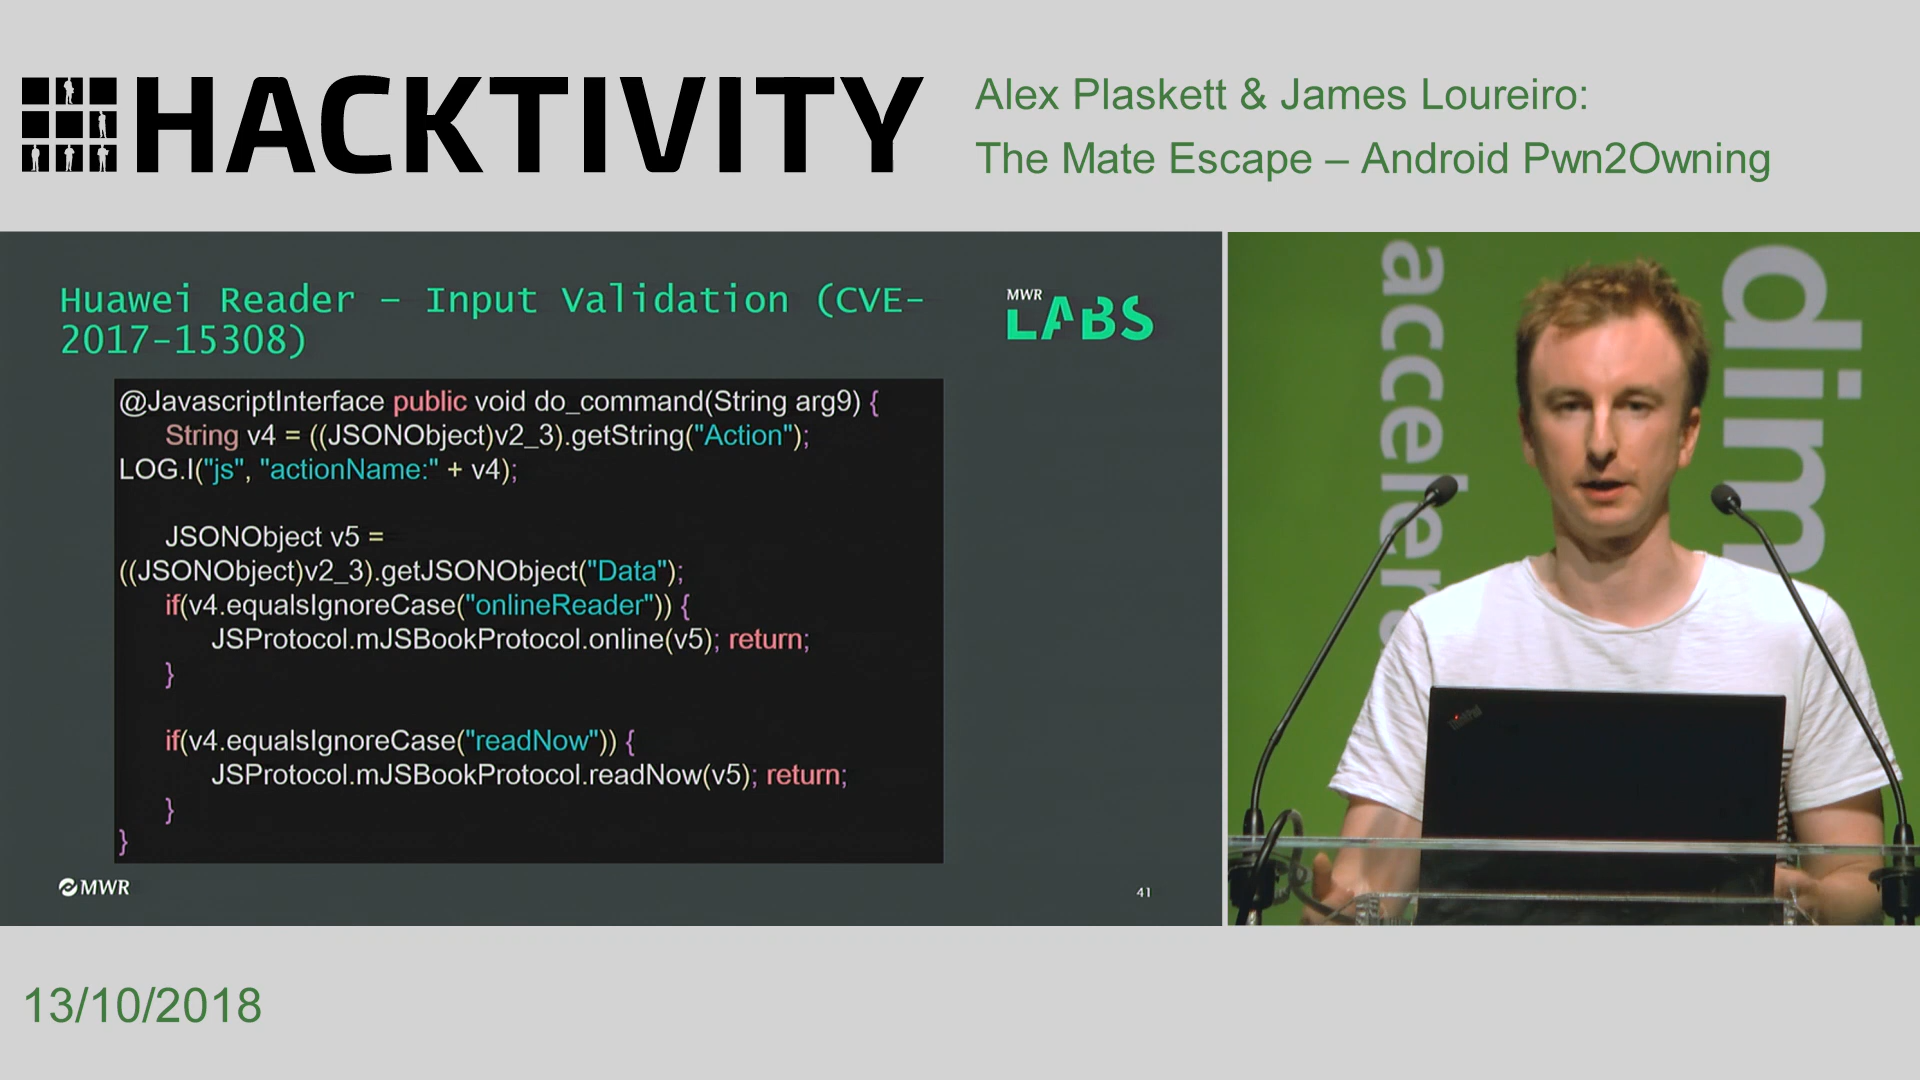 HACKTIVITY
Alex Plaskett & James Loureiro:
The Mate Escape – Android Pwn2Owning
Huawei Reader – Input Validation (CVE-
2017-15308)
MWR
LABS
@JavascriptInterface public void do_command(String arg9) {
String v4 = ((JSONObject)v2_3).getString("Action");
LOG.I("js", "actionName:" + v4);
JSONObject v5 =
((JSONObject)v2_3).getJSONObject("Data");
if(v4.equalsIgnoreCase("onlineReader")) {
JSProtocol.mJSBookProtocol.online(v5); return;
}
if(v4.equalsIgnoreCase("readNow")) {
JSProtocol.mJSBookProtocol.readNow(v5); return;
}
}
MWR
41
dim
acceler
ThinkPad
13/10/2018